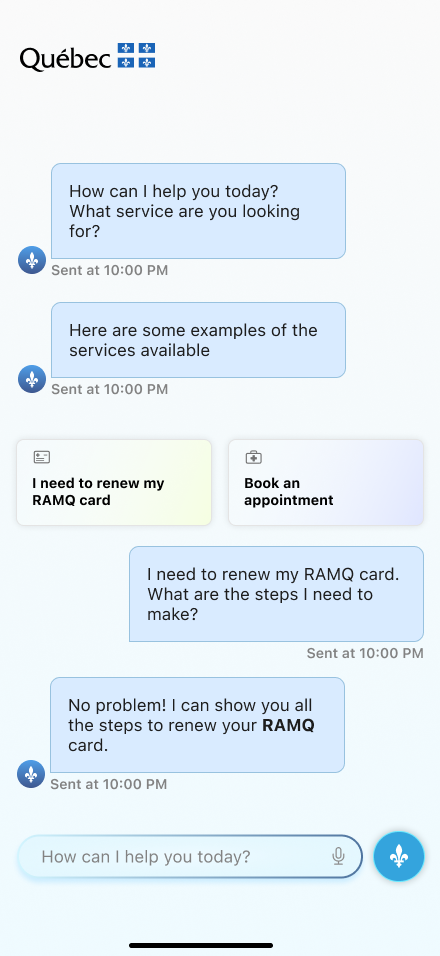 Québec
How can I help you today?
What service are you looking
for?
Sent at 10:00 PM
Here are some examples of the
services available
Sent at 10:00 PM
I need to renew my
RAMQ card
Book an
appointment
I need to renew my RAMQ card.
What are the steps I need to
make?
Sent at 10:00 PM
No problem! I can show you all
the steps to renew your RAMQ
card.
Sent at 10:00 PM
How can I help you today?